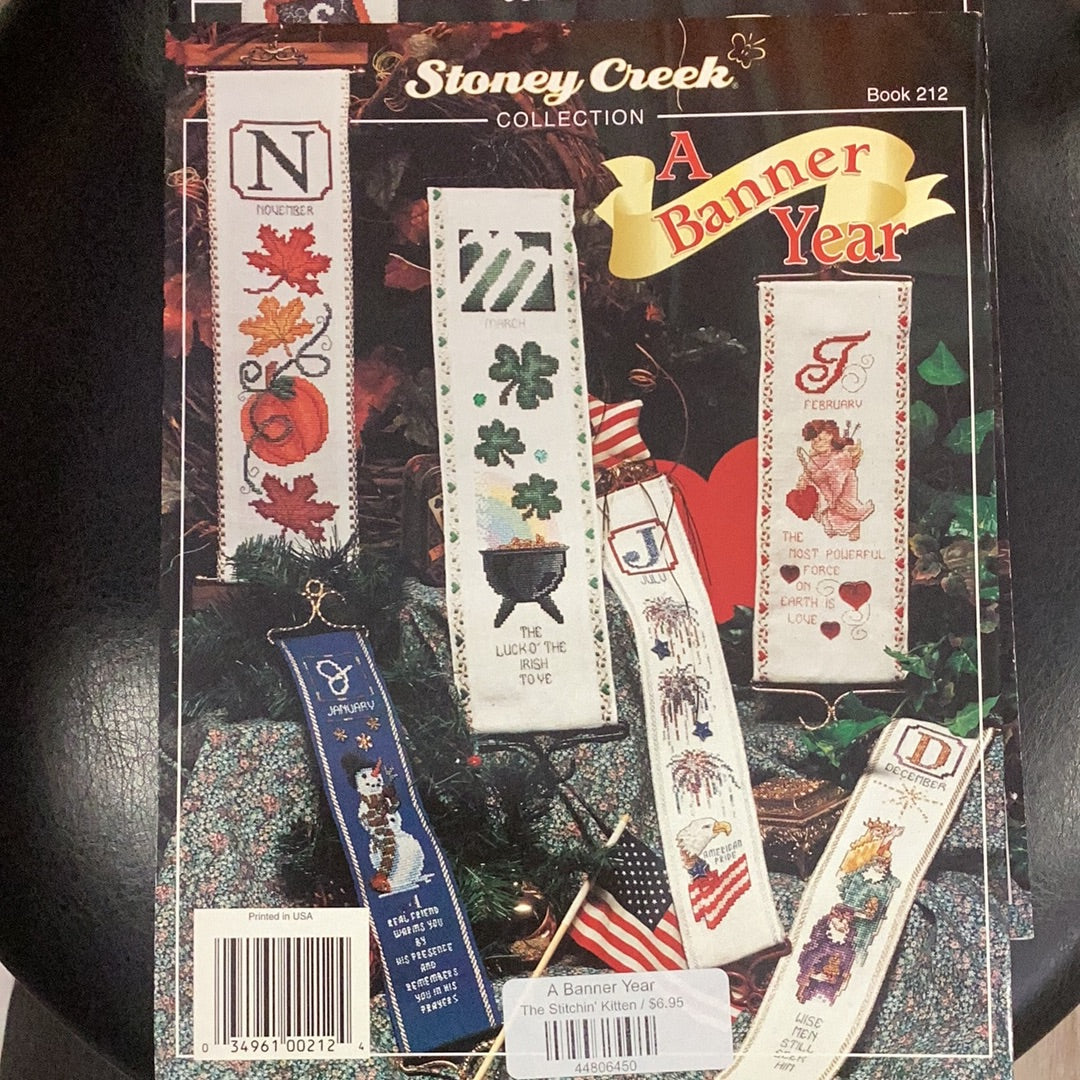 Stoney Creek
COLLECTION
Book 212
A
Banner
Year
N
NOVEMBER
MARCH
THE
LUCK O' THE
IRISH
TO YE
F
FEBRUARY
THE
MOST POWERFUL
FORCE
ON
EARTH IS
LOVE
J
JULY
AMERICAN
PRIDE
J
JANUARY
A
REAL FRIEND
WARMS YOU
BY
HIS PRESENCE
AND
REMEMBERS
YOU IN HIS
PRAYERS
D
DECEMBER
WISE
MEN
STILL
SEEK
HIM
Printed in USA
0 34961 00212 4
A Banner Year
The Stitchin' Kitten / $6.95
44806450